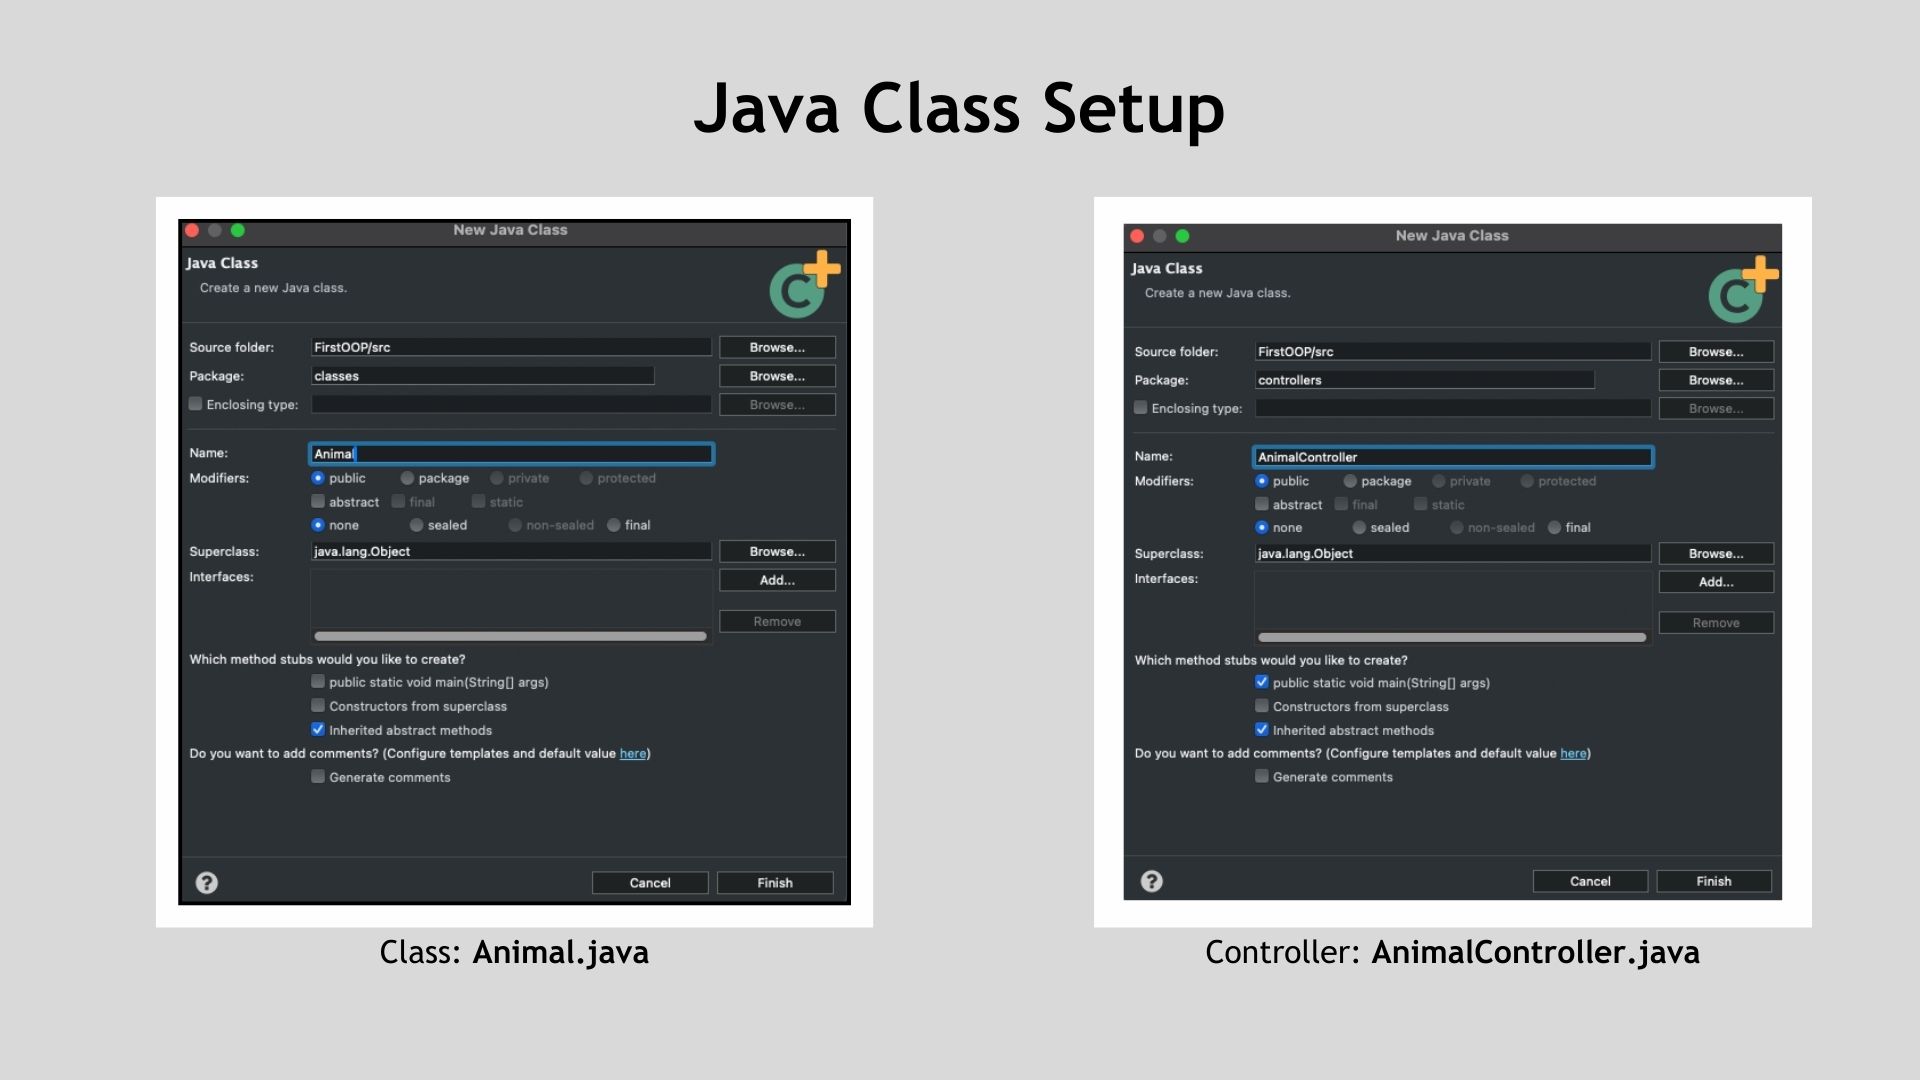 Java Class Setup
New Java Class
Java Class
Create a new Java class.
Source folder: FirstOOP/src Browse...
Package: classes Browse...
Enclosing type: Browse...
Name: Animal
Modifiers: public package private protected
abstract final static
none sealed non-sealed final
Superclass: java.lang.Object Browse...
Interfaces: Add...
Remove
Which method stubs would you like to create?
public static void main(String[] args)
Constructors from superclass
Inherited abstract methods
Do you want to add comments? (Configure templates and default value here)
Generate comments
? Cancel Finish
Class: Animal.java
New Java Class
Java Class
Create a new Java class.
Source folder: FirstOOP/src Browse...
Package: controllers Browse...
Enclosing type: Browse...
Name: AnimalController
Modifiers: public package private protected
abstract final static
none sealed non-sealed final
Superclass: java.lang.Object Browse...
Interfaces: Add...
Remove
Which method stubs would you like to create?
public static void main(String[] args)
Constructors from superclass
Inherited abstract methods
Do you want to add comments? (Configure templates and default value here)
Generate comments
? Cancel Finish
Controller: AnimalController.java